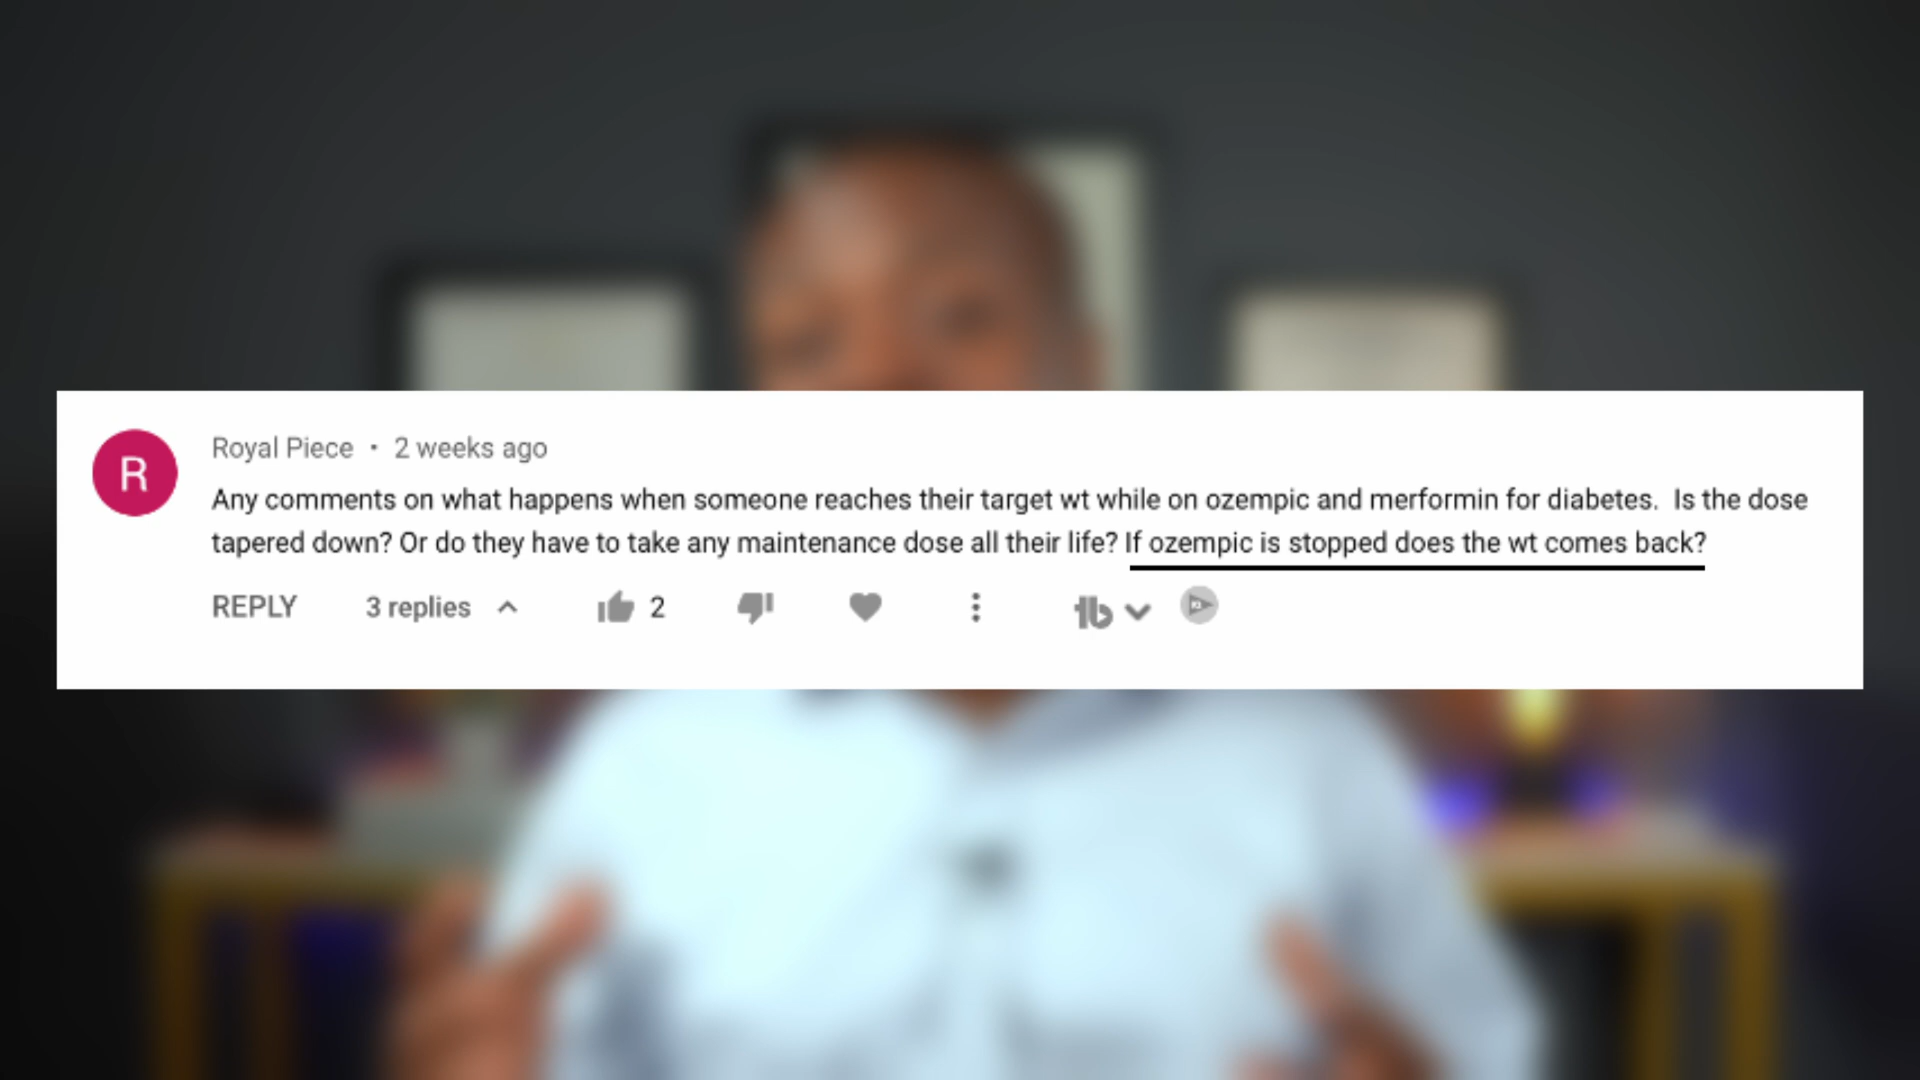 R
Royal Piece • 2 weeks ago
Any comments on what happens when someone reaches their target wt while on ozempic and merformin for diabetes.  Is the dose
tapered down? Or do they have to take any maintenance dose all their life? If ozempic is stopped does the wt comes back?
REPLY 3 replies 2